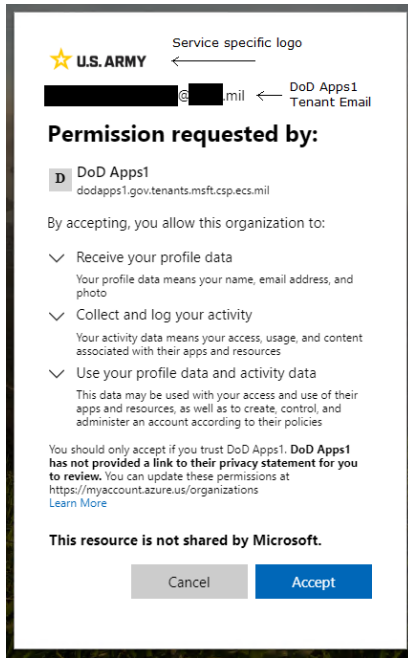 Service specific logo
U.S. ARMY
@ .mil
DoD Apps1
Tenant Email
Permission requested by:
D
DoD Apps1
dodapps1.gov.tenants.msft.csp.ecs.mil
By accepting, you allow this organization to:
Receive your profile data
Your profile data means your name, email address, and
photo
Collect and log your activity
Your activity data means your access, usage, and content
associated with their apps and resources
Use your profile data and activity data
This data may be used with your access and use of their
apps and resources, as well as to create, control, and
administer an account according to their policies
You should only accept if you trust DoD Apps1. DoD Apps1
has not provided a link to their privacy statement for you
to review. You can update these permissions at
https://myaccount.azure.us/organizations
Learn More
This resource is not shared by Microsoft.
Cancel
Accept